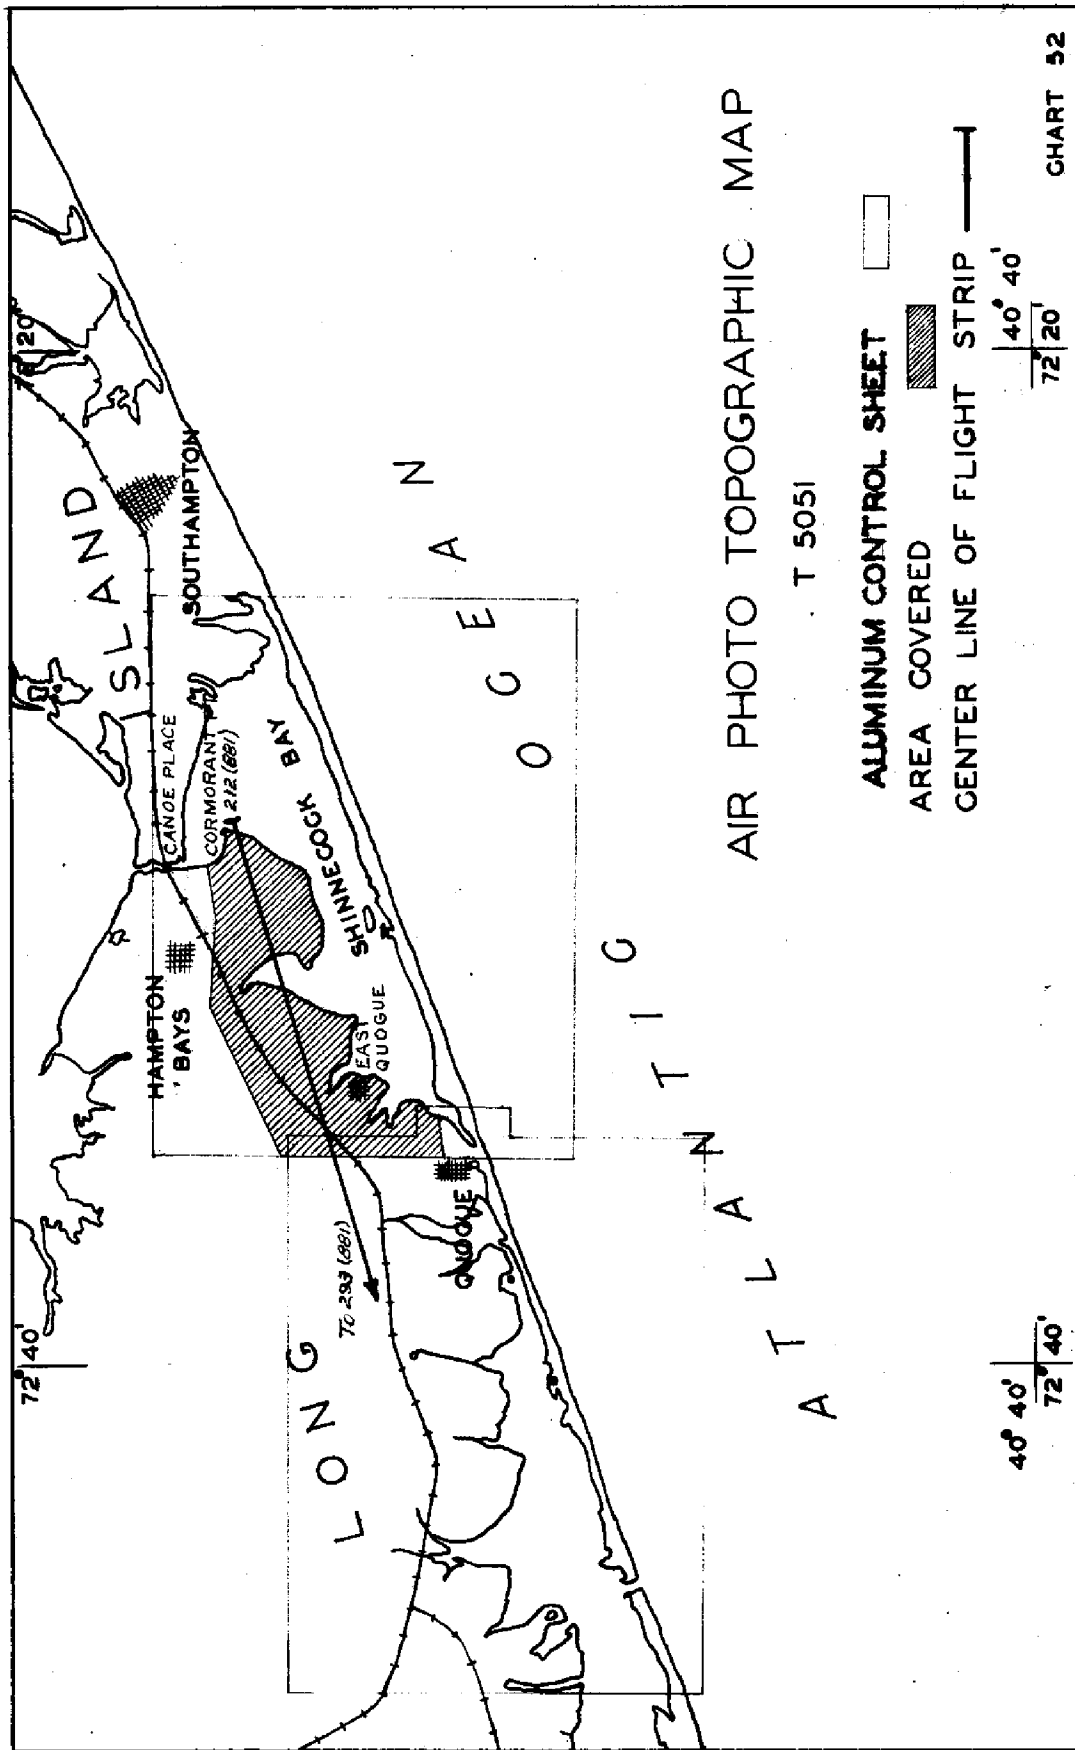 72° 40'
72° 20'
LONG ISLAND
SOUTHAMPTON
CANOE PLACE
CORMORANT
212 (881)
HAMPTON
BAYS
SHINNECOCK BAY
EAST
QUOGUE
QUOGUE
To 293 (881)
ATLANTIC OCEAN
AIR PHOTO TOPOGRAPHIC MAP
T 5051
ALUMINUM CONTROL SHEET
AREA COVERED
CENTER LINE OF FLIGHT STRIP
40° 40'
72° 40'
40° 40'
72° 20'
CHART 52